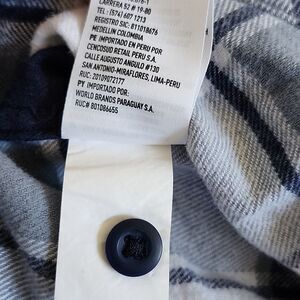 CARRERA 52 # 19-80
TEL: (574) 607 1213
REGISTRO SIC: 811018676
MEDELLIN COLOMBIA
PE IMPORTADO EN PERU POR
CENCOSUD RETAIL PERU S.A.
CALLE AUGUSTO ANGULO #130
SAN ANTONIO-MIRAFLORES, LIMA-PERU
RUC: 20109072177
PY IMPORTADO POR:
WORLD BRANDS PARAGUAY S.A.
RUC# 801086655